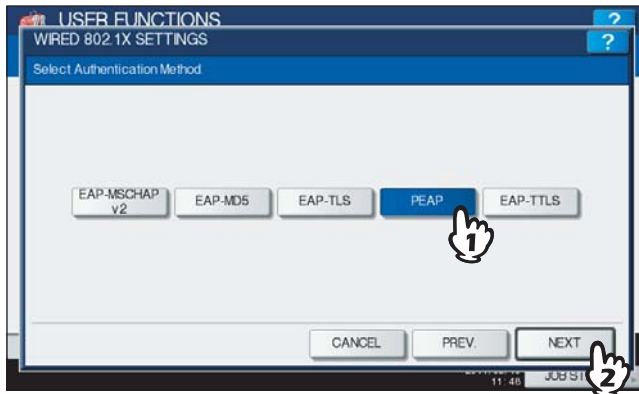 USER FUNCTIONS ?
WIRED 802.1X SETTINGS ?
Select Authentication Method
EAP-MSCHAP
v2
EAP-MD5 EAP-TLS PEAP EAP-TTLS
1
CANCEL PREV. NEXT
2
11:46 JOB ST